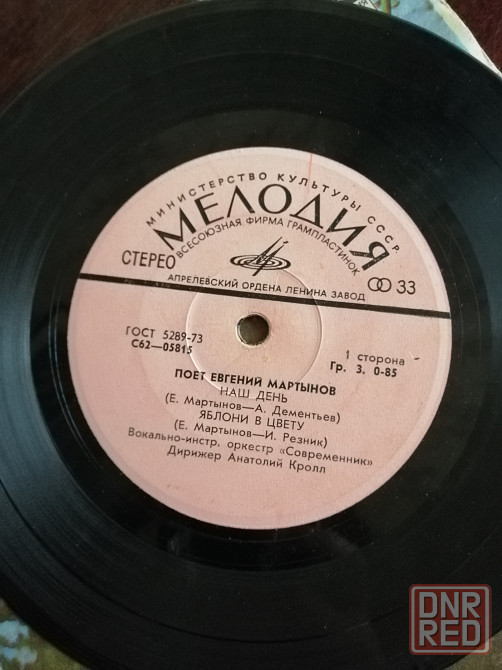 МИНИСТЕРСТВО КУЛЬТУРЫ СССР
МЕЛОДИЯ
ВСЕСОЮЗНАЯ ФИРМА ГРАМПЛАСТИНОК
СТЕРЕО
33
АПРЕЛЕВСКИЙ ОРДЕНА ЛЕНИНА ЗАВОД
ГОСТ 5289-73
С62—05815
1 сторона
Гр. 3. 0-85
ПОЕТ ЕВГЕНИЙ МАРТЫНОВ
НАШ ДЕНЬ
(Е. Мартынов—А. Дементьев)
ЯБЛОНИ В ЦВЕТУ
(Е. Мартынов—И. Резник)
Вокально-инстр. оркестр «Современник»
Дирижер Анатолий Кролл
DNR
RED